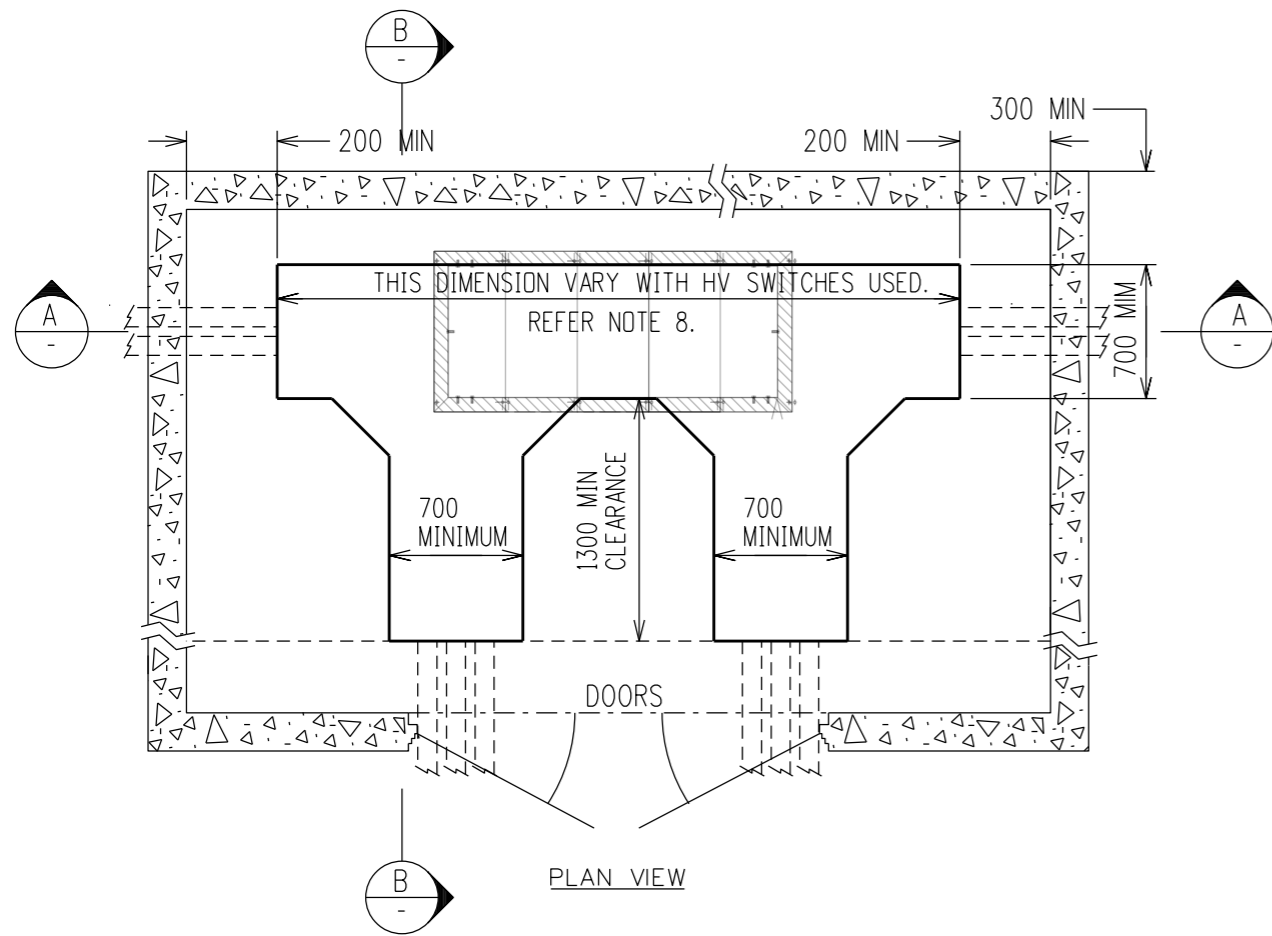 B
-
300 MIN
200 MIN
200 MIN
THIS DIMENSION VARY WITH HV SWITCHES USED.
REFER NOTE 8.
A
-
A
-
700 MIM
700
MINIMUM
1300 MIN
CLEARANCE
700
MINIMUM
DOORS
B
-
PLAN VIEW